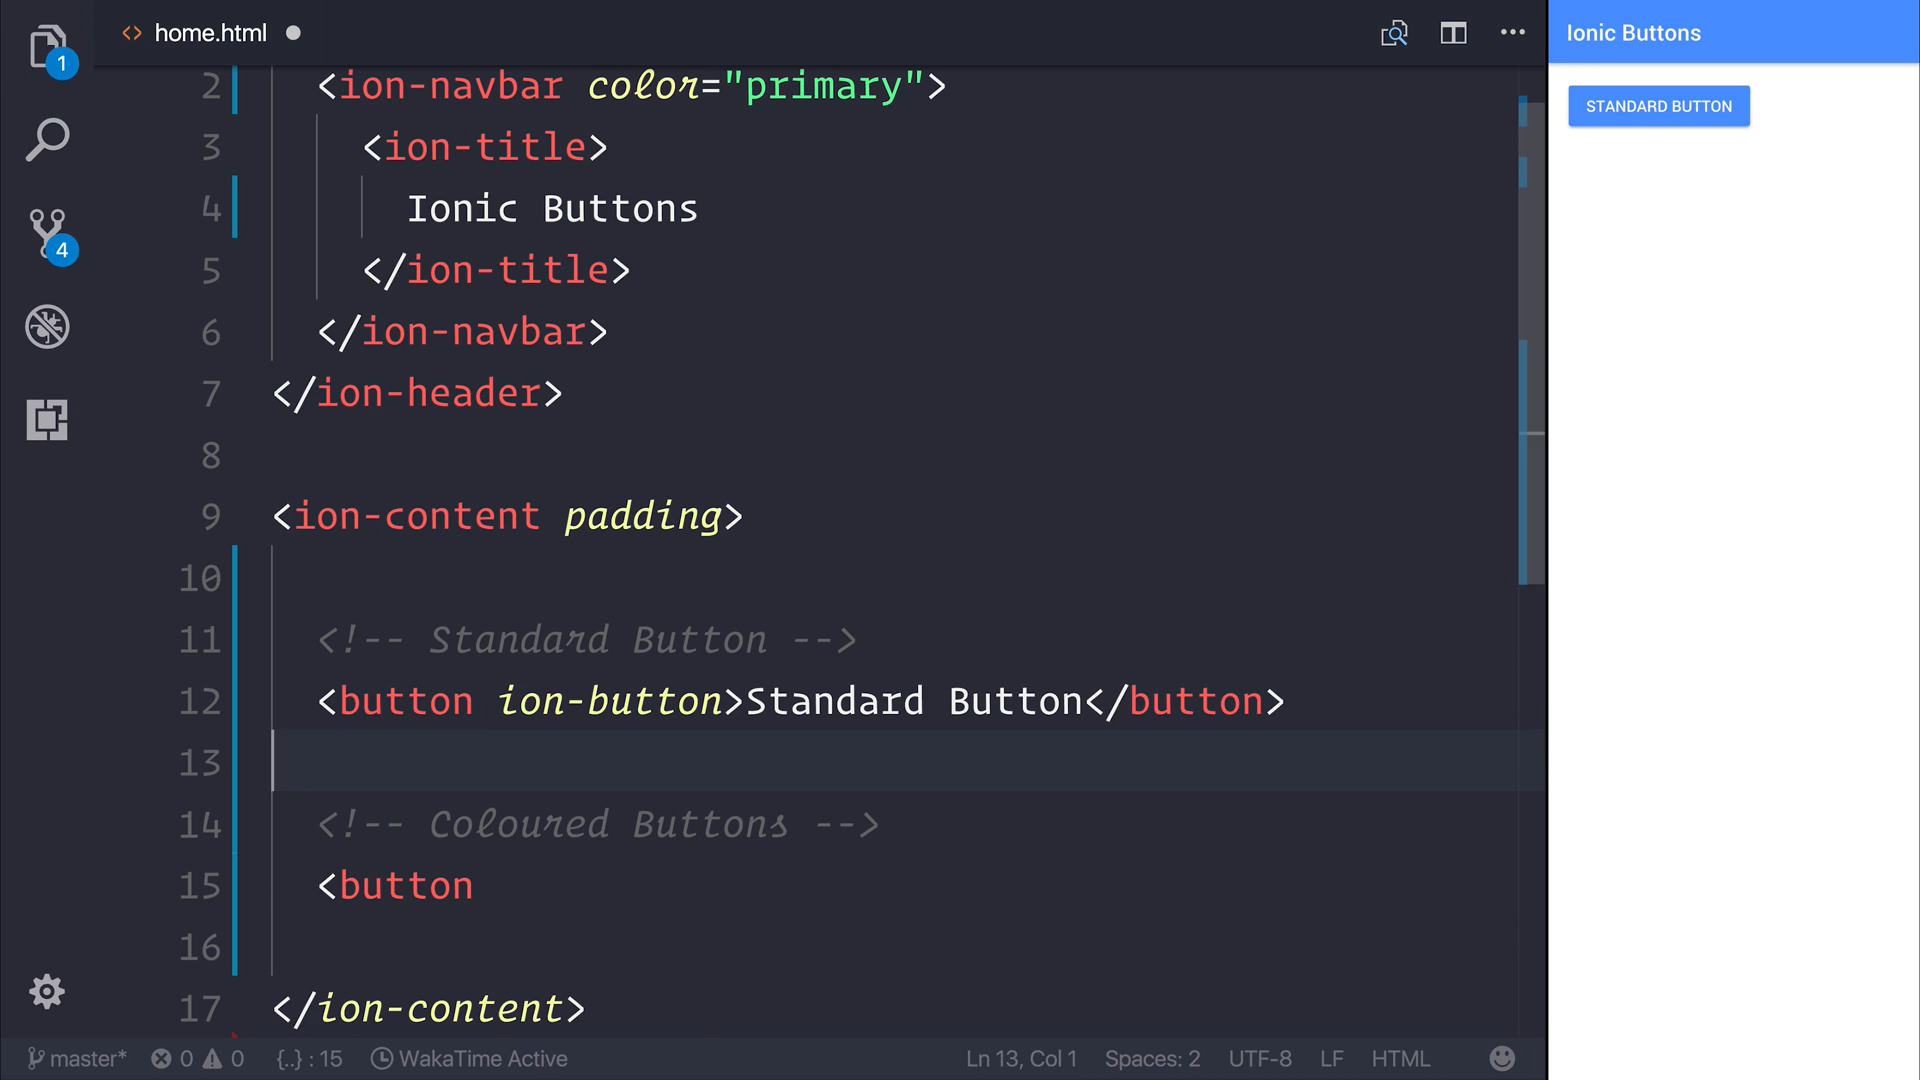 1
4
<> home.html
Ionic Buttons
STANDARD BUTTON
2 <ion-navbar color="primary">
3 <ion-title>
4 Ionic Buttons
5 </ion-title>
6 </ion-navbar>
7 </ion-header>
8
9 <ion-content padding>
10
11 <!-- Standard Button -->
12 <button ion-button>Standard Button</button>
13
14 <!-- Coloured Buttons -->
15 <button
16
17 </ion-content>
master* 0 0 {..} : 15 WakaTime Active Ln 13, Col 1 Spaces: 2 UTF-8 LF HTML